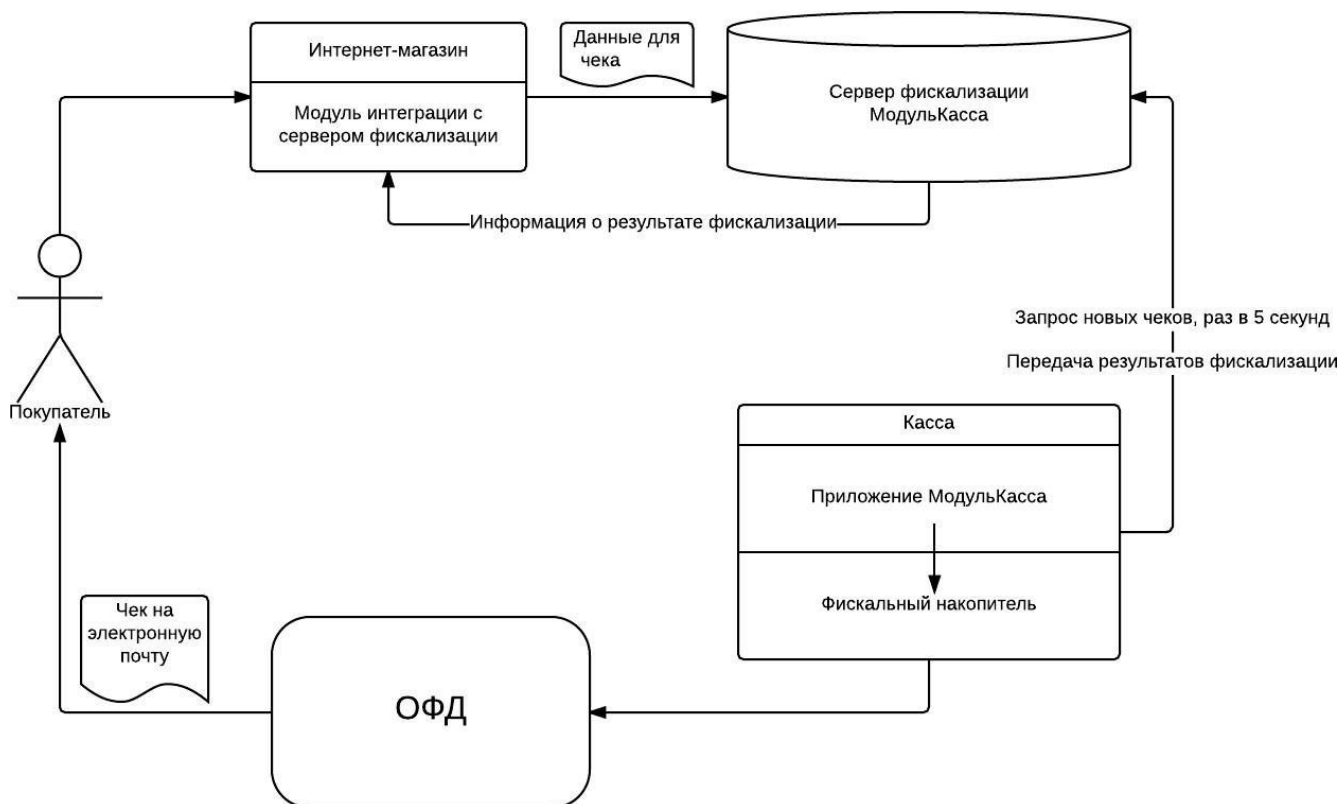 Интернет-магазин
Модуль интеграции с
сервером фискализации
Данные для
чека
Сервер фискализации
МодульКасса
Информация о результате фискализации
Запрос новых чеков, раз в 5 секунд
Передача результатов фискализации
Покупатель
Касса
Приложение МодульКасса
Фискальный накопитель
Чек на
электронную
почту
ОФД